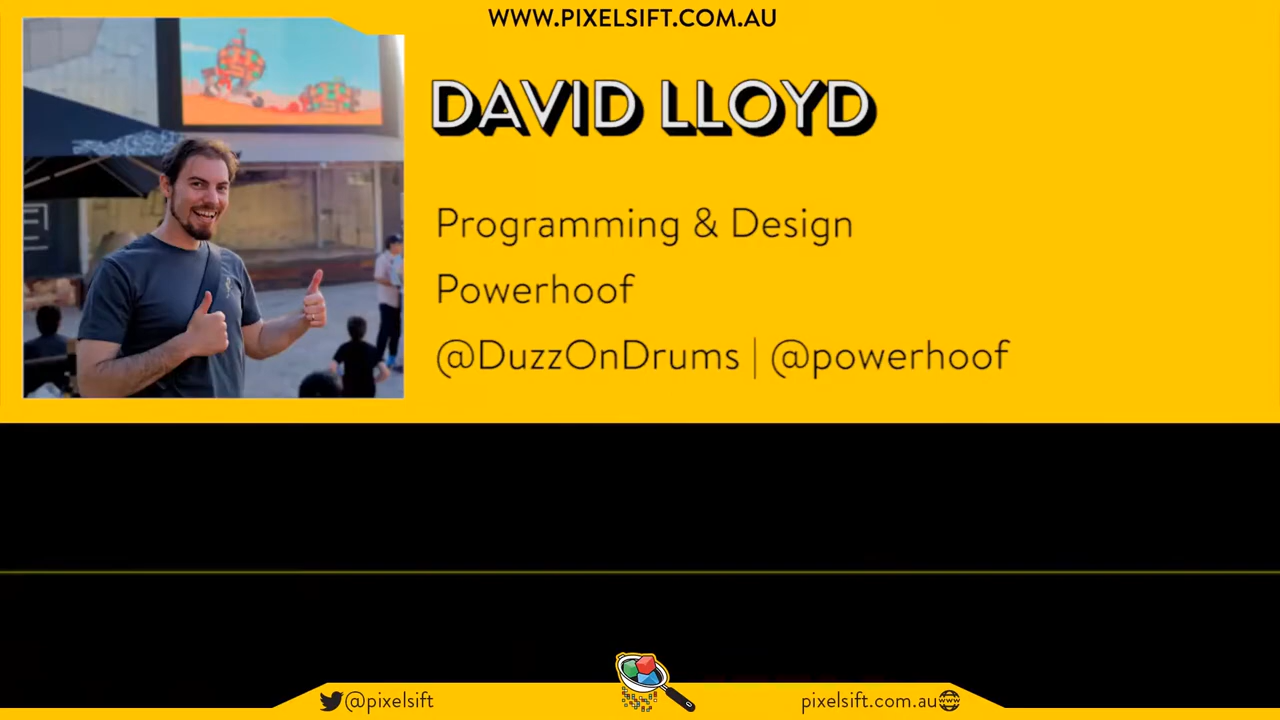 WWW.PIXELSIFT.COM.AU
DAVID LLOYD
Programming & Design
Powerhoof
@DuzzOnDrums | @powerhoof
@pixelsift
pixelsift.com.au